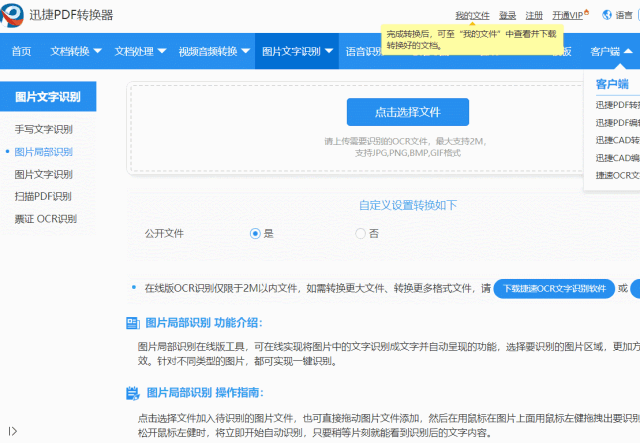 迅捷PDF转换器
我的文件 登录 注册 开通VIP 语言
完成转换后，可至“我的文件”中查看并下载
转换好的文档。
首页 文档转换 文档处理 视频音频转换 图片文字识别 语音识别 客户端
图片文字识别
手写文字识别
图片局部识别
图片文字识别
扫描PDF识别
票证 OCR识别
点击选择文件
请上传需要识别的OCR文件，最大支持2M，
支持JPG,PNG,BMP,GIF格式
客户端
迅捷PDF转换
迅捷PDF编辑
迅捷CAD转
迅捷CAD编
捷速OCR文
自定义设置转换如下
公开文件 是 否
在线版OCR识别仅限于2M以内文件，如需转换更大文件、转换更多格式文件，请 下载捷速OCR文字识别软件 或
图片局部识别 功能介绍：
图片局部识别在线版工具，可在线实现将图片中的文字识别成文字并自动呈现的功能，选择要识别的图片区域，更加方
效。针对不同类型的图片，都可实现一键识别。
图片局部识别 操作指南：
点击选择文件加入待识别的图片文件，也可直接拖动图片文件添加，然后在用鼠标在图片上面用鼠标左健拖拽出要识别
松开鼠标左健时，将立即开始自动识别，只要稍等片刻就能看到识别后的文字内容。